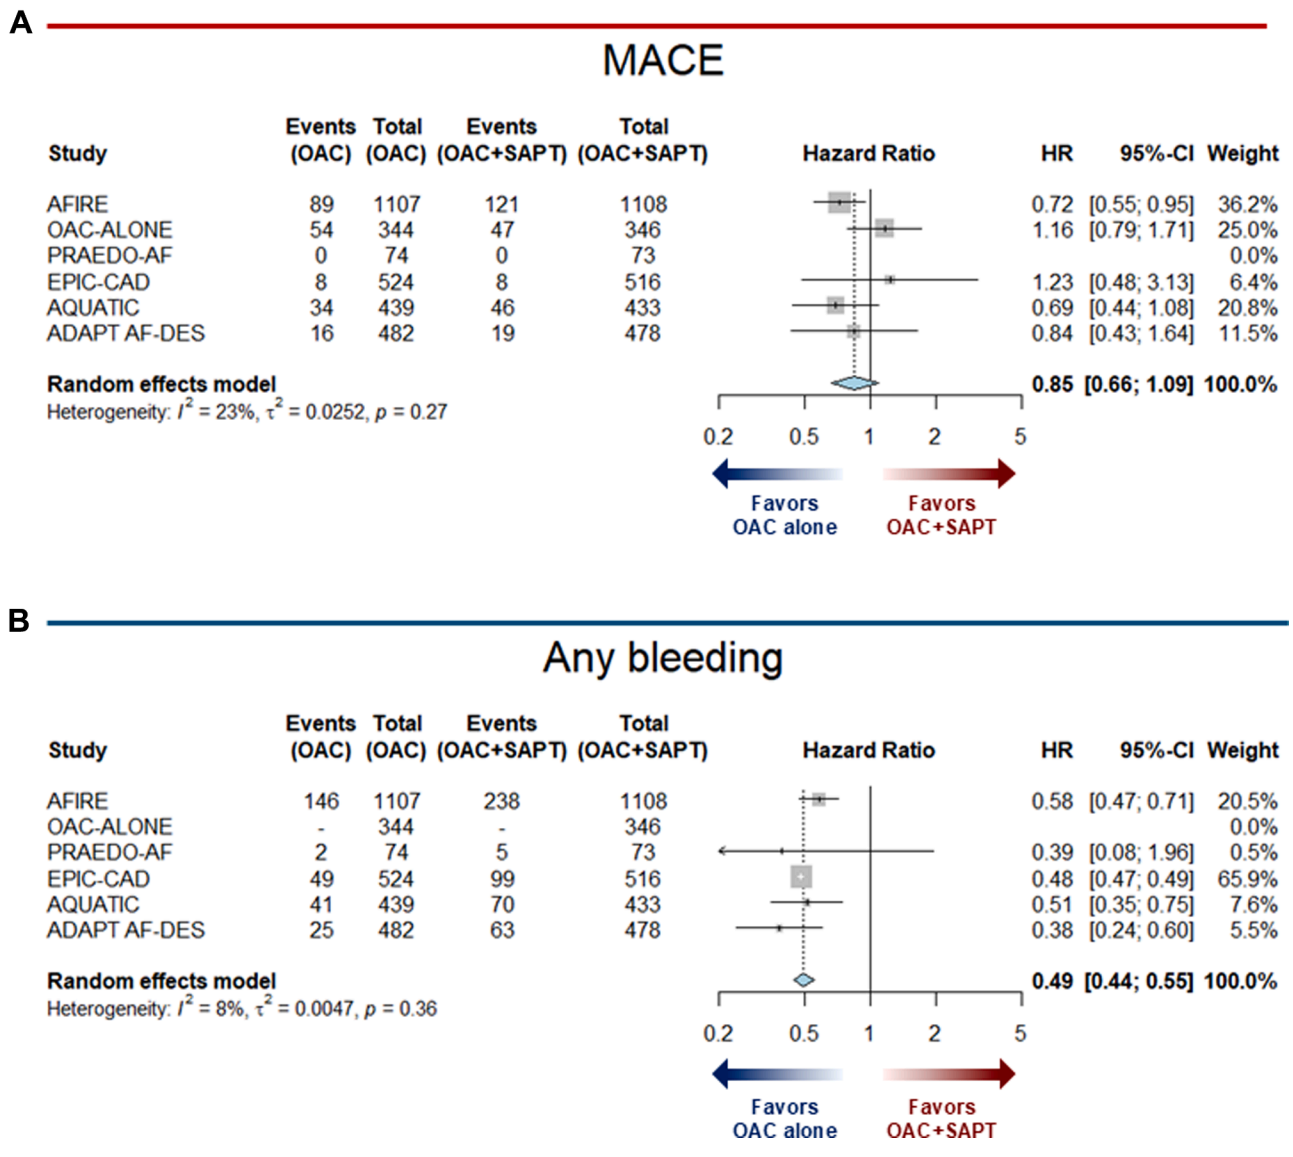 A
MACE
Events Total Events Total
Study (OAC) (OAC) (OAC+SAPT) (OAC+SAPT) Hazard Ratio HR 95%-CI Weight
AFIRE 89 1107 121 1108 0.72 [0.55; 0.95] 36.2%
OAC-ALONE 54 344 47 346 1.16 [0.79; 1.71] 25.0%
PRAEDO-AF 0 74 0 73 0.0%
EPIC-CAD 8 524 8 516 1.23 [0.48; 3.13] 6.4%
AQUATIC 34 439 46 433 0.69 [0.44; 1.08] 20.8%
ADAPT AF-DES 16 482 19 478 0.84 [0.43; 1.64] 11.5%
Random effects model 0.85 [0.66; 1.09] 100.0%
Heterogeneity: I² = 23%, τ² = 0.0252, p = 0.27
0.2 0.5 1 2 5
Favors Favors
OAC alone OAC+SAPT
B
Any bleeding
Events Total Events Total
Study (OAC) (OAC) (OAC+SAPT) (OAC+SAPT) Hazard Ratio HR 95%-CI Weight
AFIRE 146 1107 238 1108 0.58 [0.47; 0.71] 20.5%
OAC-ALONE - 344 - 346 0.0%
PRAEDO-AF 2 74 5 73 0.39 [0.08; 1.96] 0.5%
EPIC-CAD 49 524 99 516 0.48 [0.47; 0.49] 65.9%
AQUATIC 41 439 70 433 0.51 [0.35; 0.75] 7.6%
ADAPT AF-DES 25 482 63 478 0.38 [0.24; 0.60] 5.5%
Random effects model 0.49 [0.44; 0.55] 100.0%
Heterogeneity: I² = 8%, τ² = 0.0047, p = 0.36
0.2 0.5 1 2 5
Favors Favors
OAC alone OAC+SAPT